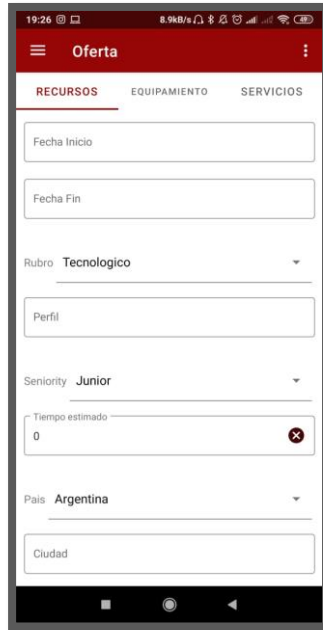 19:26 8.9kB/s 49
Oferta
RECURSOS EQUIPAMIENTO SERVICIOS
Fecha Inicio
Fecha Fin
Rubro Tecnologico
Perfil
Seniority Junior
Tiempo estimado
0
Pais Argentina
Ciudad